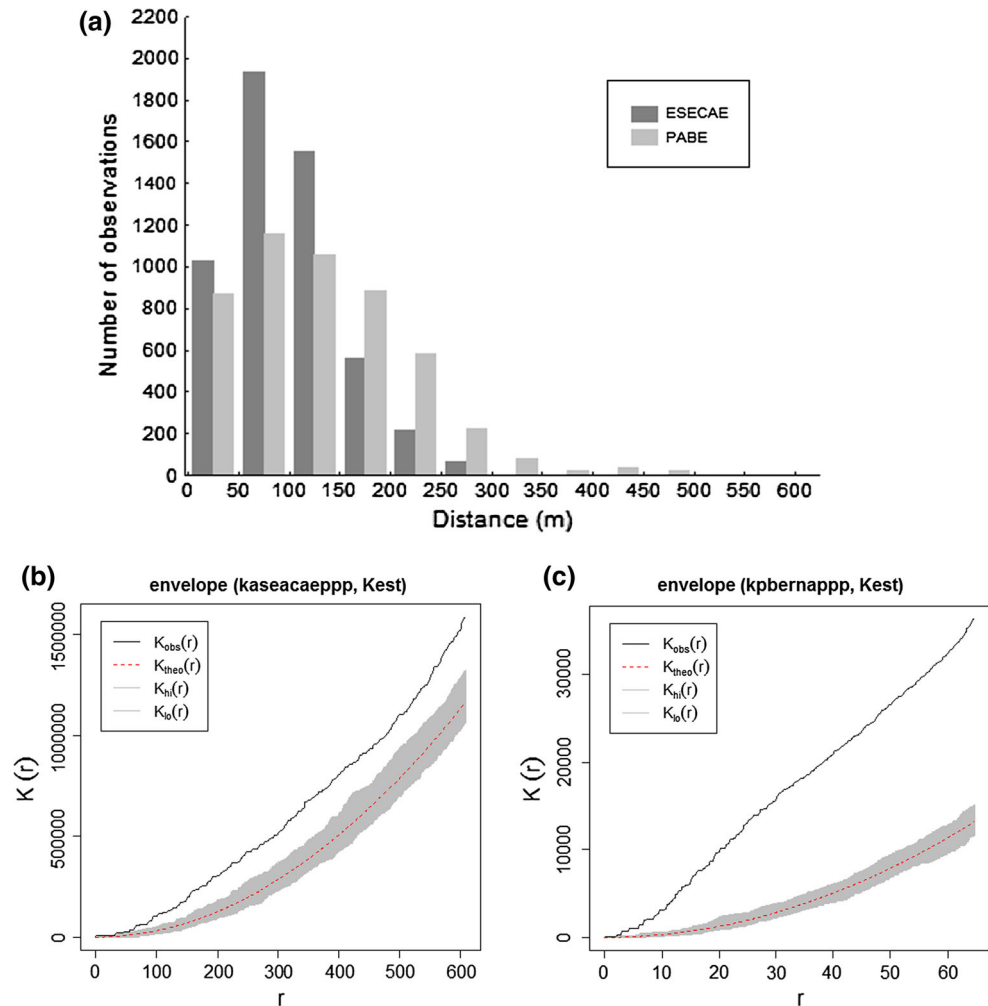 (a)
2200
2000
1800
1600
1400
1200
1000
800
600
400
200
0
Number of observations
ESECAE
PABE
0 50 100 150 200 250 300 350 400 450 500 550 600
Distance (m)
(b)
envelope (kaseacaeppp, Kest)
Kobs(r)
Ktheo(r)
Khi(r)
Klo(r)
K (r)
1500000
1000000
500000
0
0 100 200 300 400 500 600
r
(c)
envelope (kpbernappp, Kest)
Kobs(r)
Ktheo(r)
Khi(r)
Klo(r)
K (r)
30000
20000
10000
0
0 10 20 30 40 50 60
r